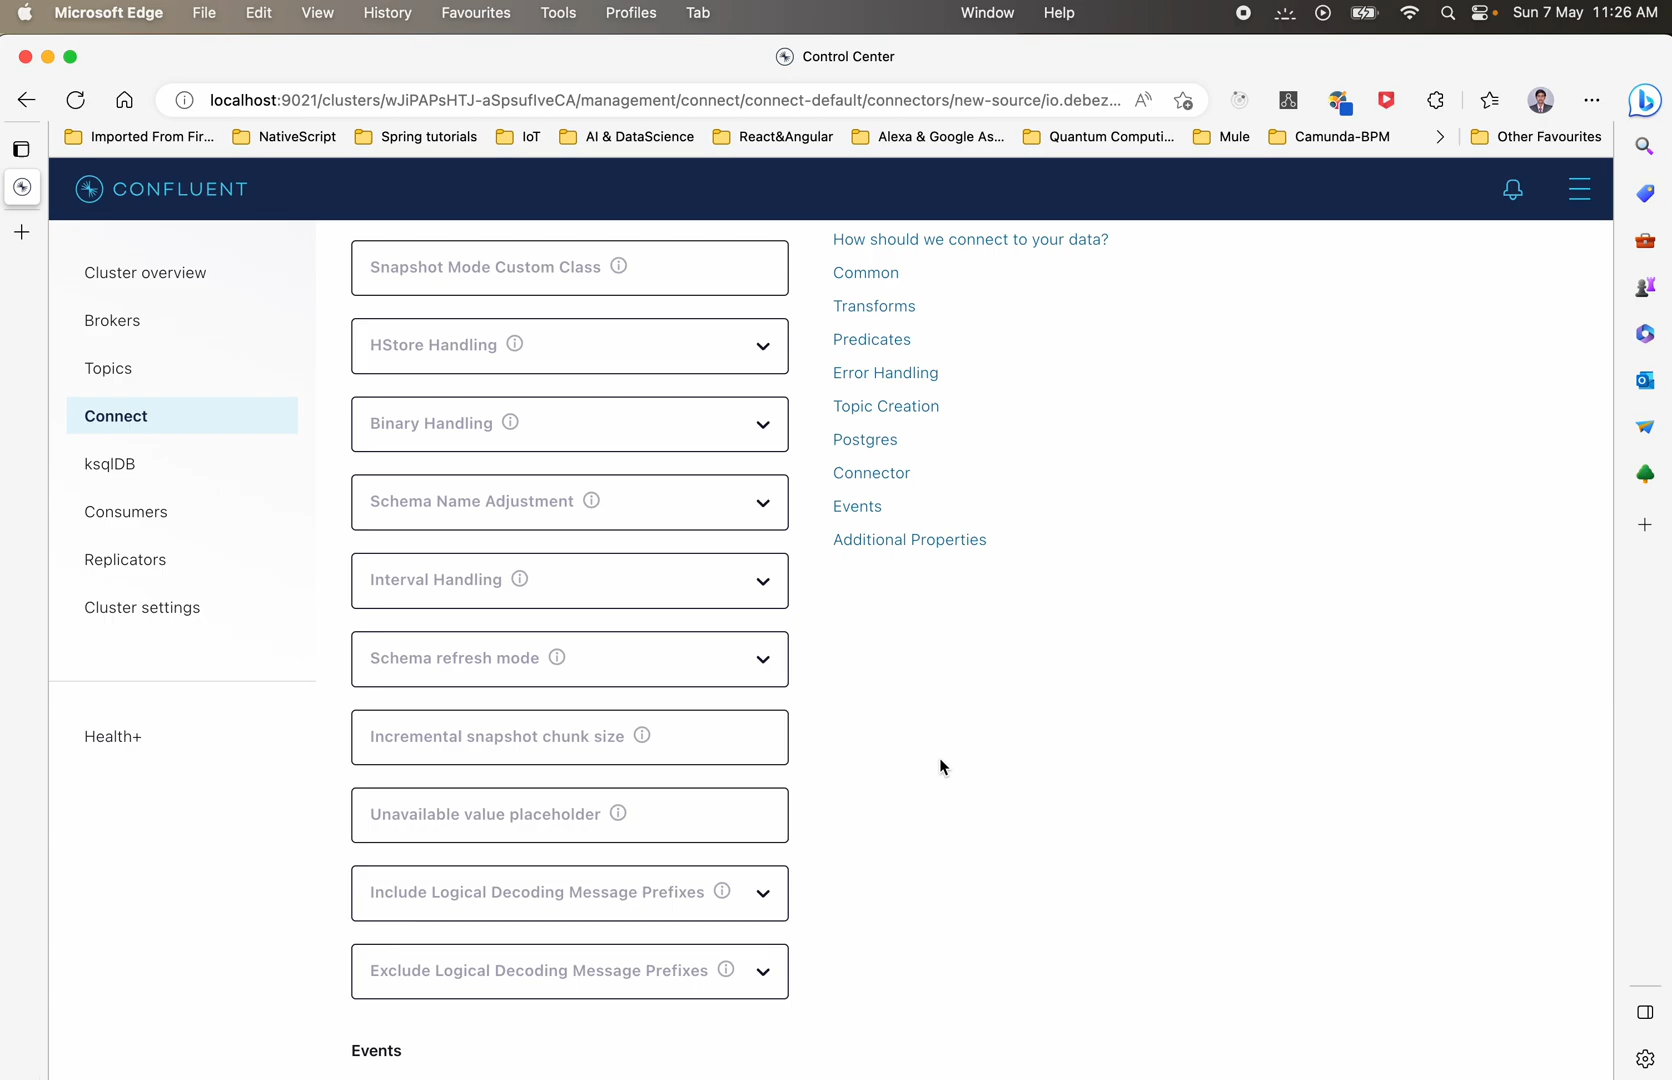 Microsoft Edge File Edit View History Favourites Tools Profiles Tab Window Help Sun 7 May 11:26 AM
Control Center
localhost:9021/clusters/wJiPAPsHTJ-aSpsufIveCA/management/connect/connect-default/connectors/new-source/io.debez...
Imported From Fir... NativeScript Spring tutorials IoT AI & DataScience React&Angular Alexa & Google As... Quantum Computi... Mule Camunda-BPM Other Favourites
CONFLUENT
Cluster overview
Brokers
Topics
Connect
ksqlDB
Consumers
Replicators
Cluster settings
Health+
Snapshot Mode Custom Class
HStore Handling
Binary Handling
Schema Name Adjustment
Interval Handling
Schema refresh mode
Incremental snapshot chunk size
Unavailable value placeholder
Include Logical Decoding Message Prefixes
Exclude Logical Decoding Message Prefixes
Events
How should we connect to your data?
Common
Transforms
Predicates
Error Handling
Topic Creation
Postgres
Connector
Events
Additional Properties